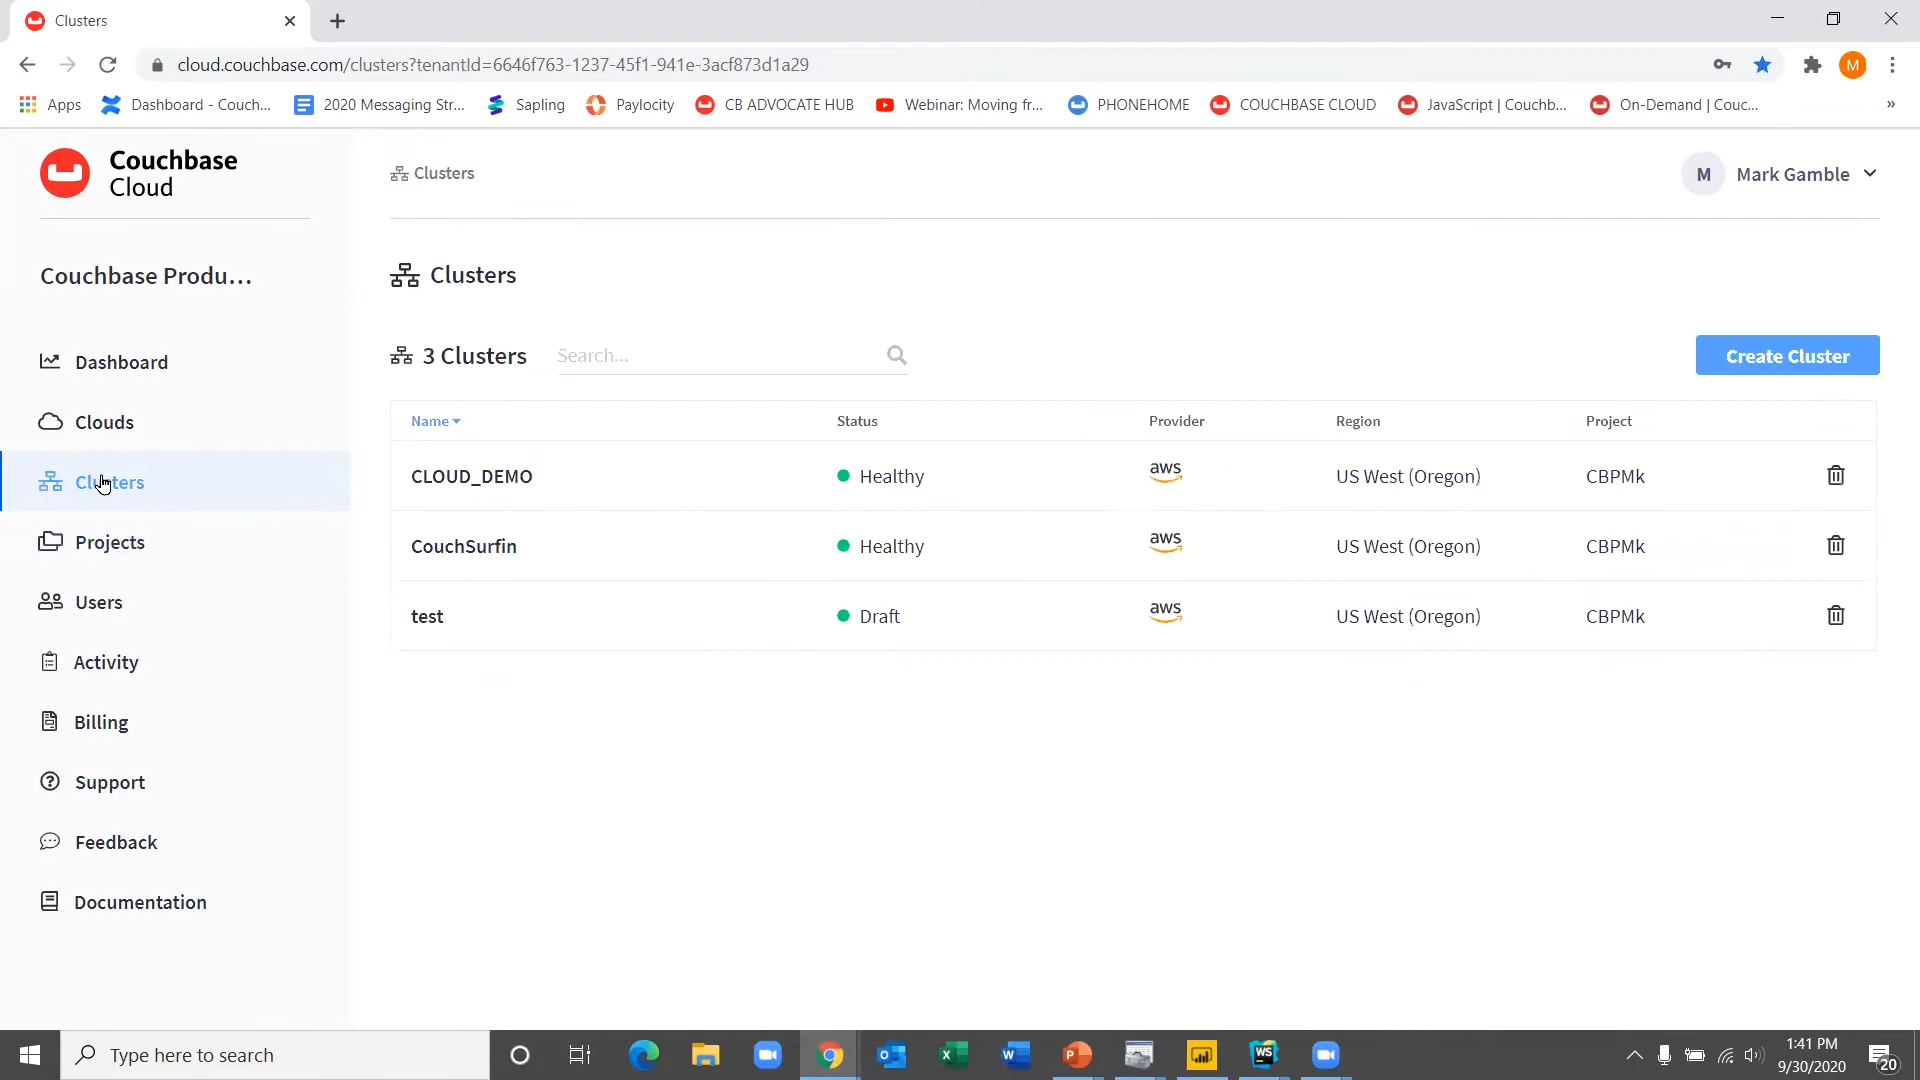 Clusters
cloud.couchbase.com/clusters?tenantId=6646f763-1237-45f1-941e-3acf873d1a29
M
Apps
Dashboard - Couch...
2020 Messaging Str...
Sapling
Paylocity
CB ADVOCATE HUB
Webinar: Moving fr...
PHONEHOME
COUCHBASE CLOUD
JavaScript | Couchb...
On-Demand | Couc...
»
Couchbase
Cloud
Clusters
M
Mark Gamble
Couchbase Produ...
Dashboard
Clouds
Clusters
Projects
Users
Activity
Billing
Support
Feedback
Documentation
Clusters
3 Clusters
Search...
Create Cluster
Name Status Provider Region Project
CLOUD_DEMO Healthy aws US West (Oregon) CBPMk
CouchSurfin Healthy aws US West (Oregon) CBPMk
test Draft aws US West (Oregon) CBPMk
Type here to search
WS
1:41 PM
9/30/2020
20